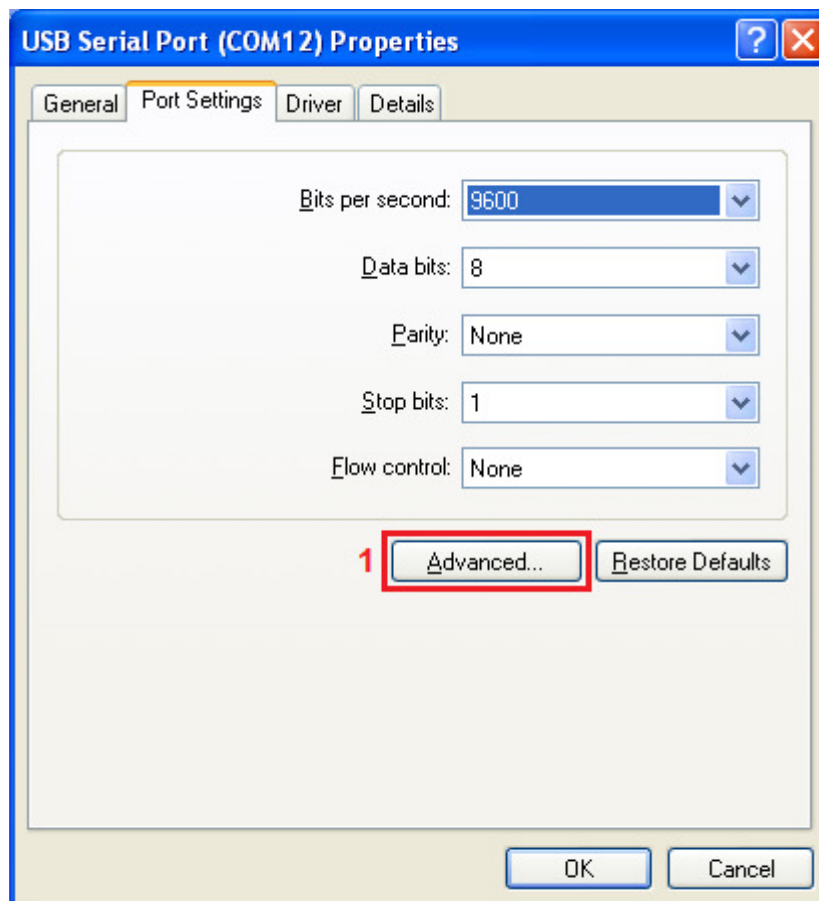 USB Serial Port (COM12) Properties
General Port Settings Driver Details
Bits per second: 9600
Data bits: 8
Parity: None
Stop bits: 1
Flow control: None
1 Advanced... Restore Defaults
OK Cancel